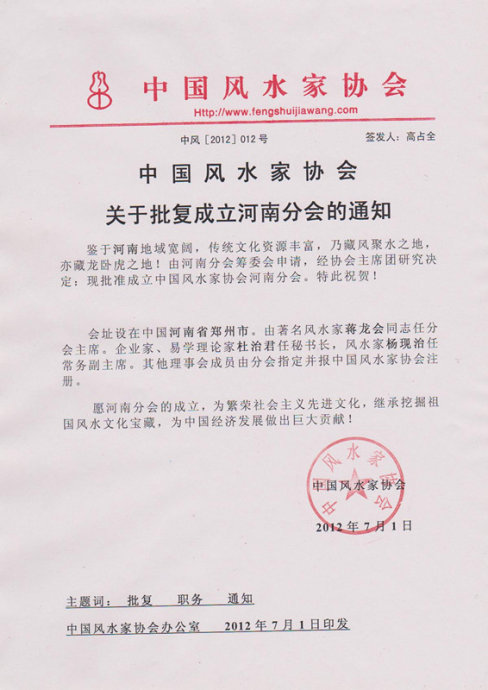 中国风水家协会
Http://www.fengshuijiawang.com
中风［2012］012号 签发人：高占全
中国风水家协会
关于批复成立河南分会的通知
鉴于河南地域宽阔，传统文化资源丰富，乃藏风聚水之地，
亦藏龙卧虎之地！由河南分会筹委会申请，经协会主席团研究决
定：现批准成立中国风水家协会河南分会。特此祝贺！
会址设在中国河南省郑州市。由著名风水家蒋龙会同志任分
会主席。企业家、易学理论家杜治君任秘书长，风水家杨现治任
常务副主席。其他理事会成员由分会指定并报中国风水家协会注
册。
愿河南分会的成立，为繁荣社会主义先进文化，继承挖掘祖
国风水文化宝藏，为中国经济发展做出巨大贡献！
中国风水家协会
中国风水家协会
2012年7月1日
主题词： 批复 职务 通知
中国风水家协会办公室 2012年7月1日印发